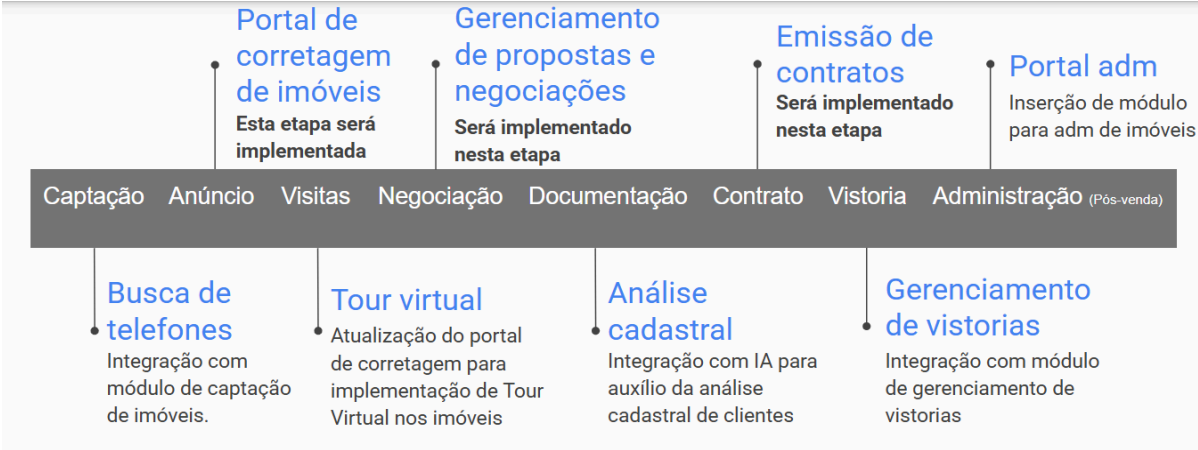 Portal de
corretagem
de imóveis
Esta etapa será
implementada
Gerenciamento
de propostas e
negociações
Será implementado
nesta etapa
Emissão de
contratos
Será implementado
nesta etapa
Portal adm
Inserção de módulo
para adm de imóveis
Captação Anúncio Visitas Negociação Documentação Contrato Vistoria Administração (Pós-venda)
Busca de
telefones
Integração com
módulo de captação
de imóveis.
Tour virtual
Atualização do portal
de corretagem para
implementação de Tour
Virtual nos imóveis
Análise
cadastral
Integração com IA para
auxílio da análise
cadastral de clientes
Gerenciamento
de vistorias
Integração com módulo
de gerenciamento de
vistorias